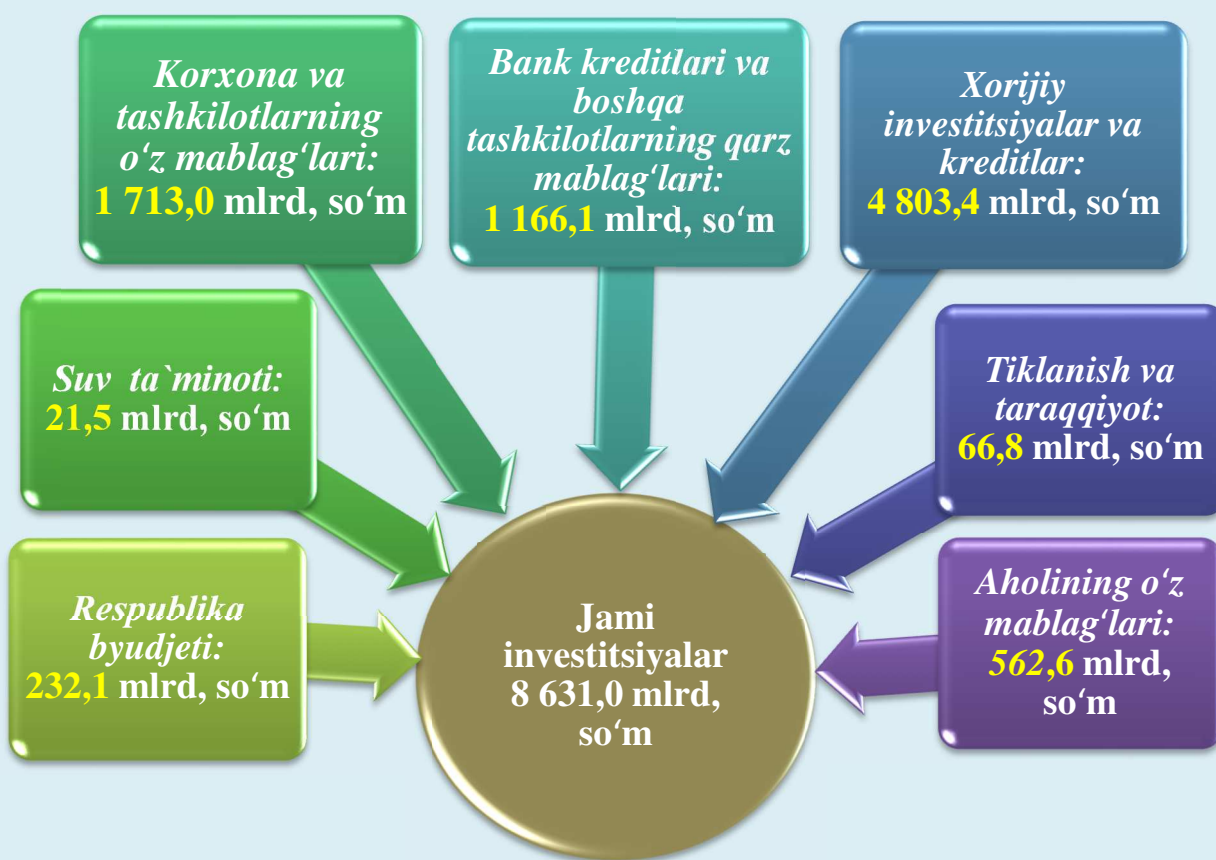 Korxona va
tashkilotlarning
o‘z mablag‘lari:
1 713,0 mlrd, so‘m
Bank kreditlari va
boshqa
tashkilotlarning qarz
mablag‘lari:
1 166,1 mlrd, so‘m
Xorijiy
investitsiyalar va
kreditlar:
4 803,4 mlrd, so‘m
Suv ta`minoti:
21,5 mlrd, so‘m
Tiklanish va
taraqqiyot:
66,8 mlrd, so‘m
Respublika
byudjeti:
232,1 mlrd, so‘m
Jami
investitsiyalar
8 631,0 mlrd,
so‘m
Aholining o‘z
mablag‘lari:
562,6 mlrd,
so‘m